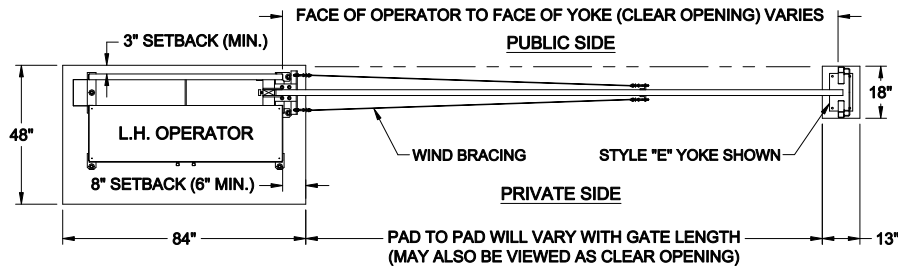 FACE OF OPERATOR TO FACE OF YOKE (CLEAR OPENING) VARIES
3" SETBACK (MIN.)
PUBLIC SIDE
18"
48"
L.H. OPERATOR
WIND BRACING
STYLE "E" YOKE SHOWN
8" SETBACK (6" MIN.)
PRIVATE SIDE
84"
PAD TO PAD WILL VARY WITH GATE LENGTH
(MAY ALSO BE VIEWED AS CLEAR OPENING)
13"